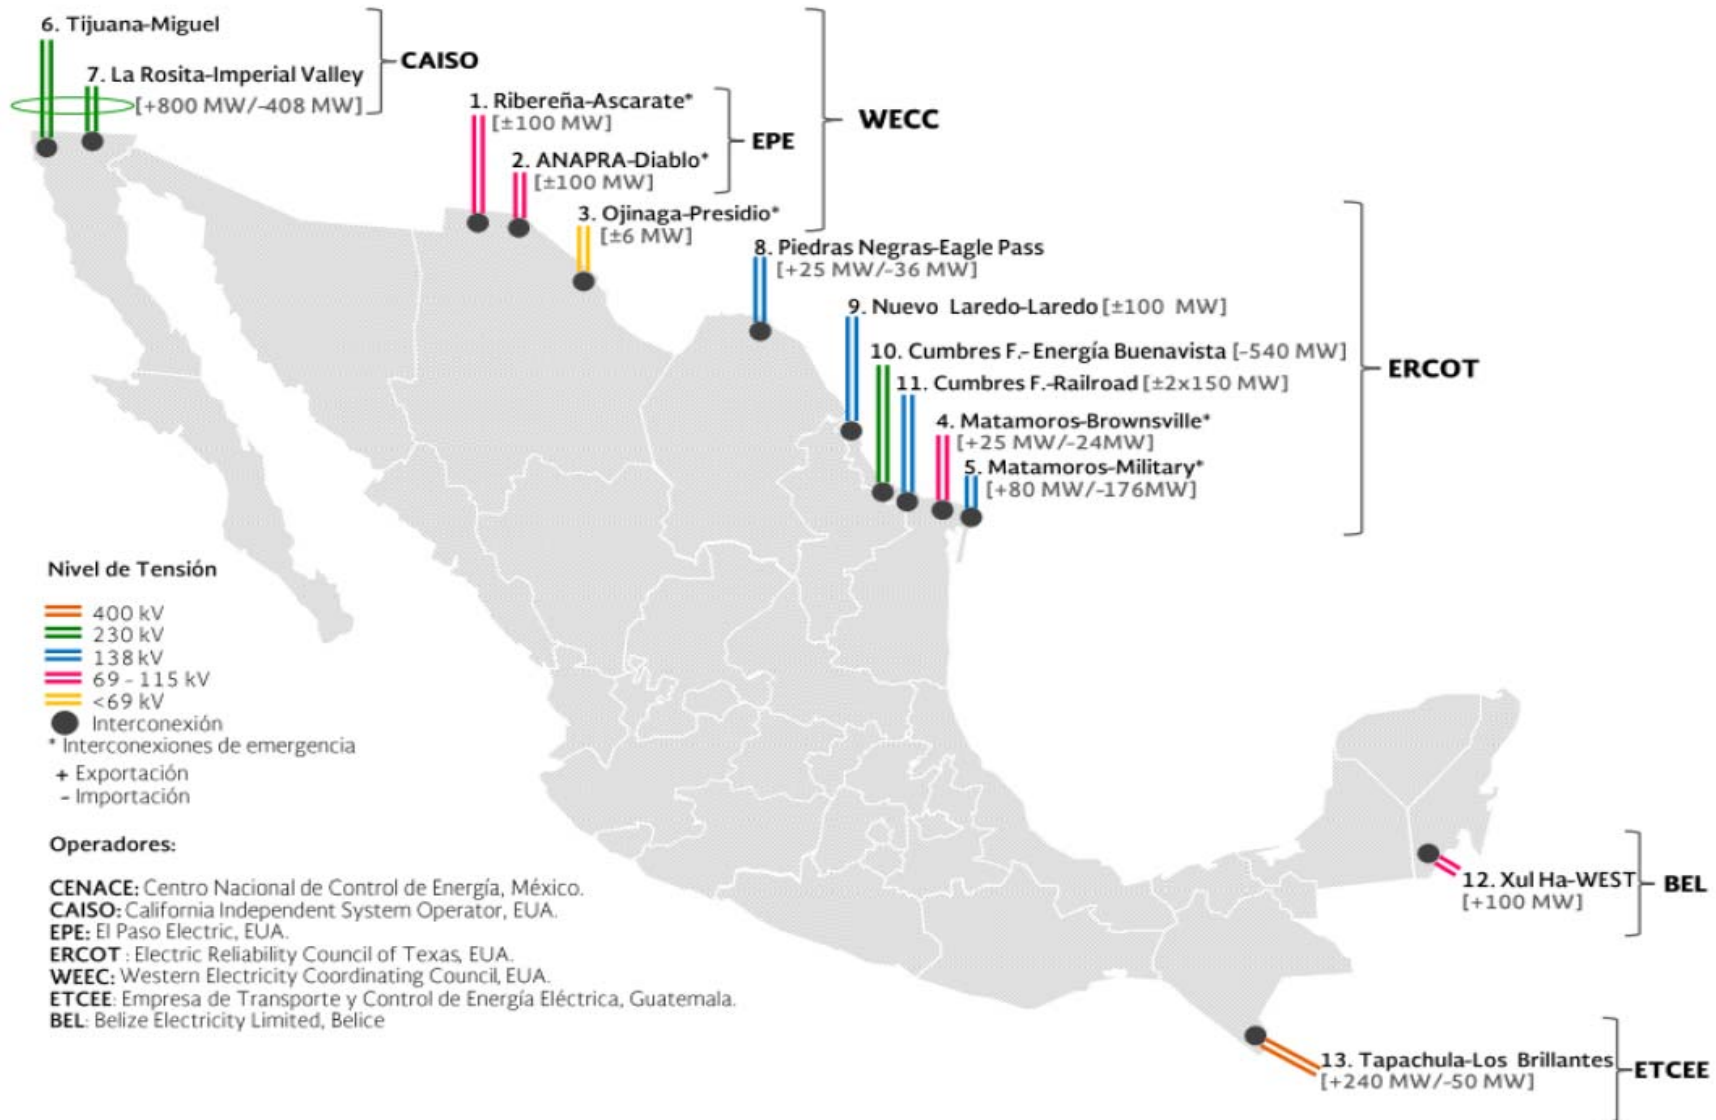 6. Tijuana-Miguel
7. La Rosita-Imperial Valley
[+800 MW/-408 MW]
CAISO
1. Ribereña-Ascarate*
[±100 MW]
2. ANAPRA-Diablo*
[±100 MW]
EPE
WECC
3. Ojinaga-Presidio*
[±6 MW]
8. Piedras Negras-Eagle Pass
[+25 MW/-36 MW]
9. Nuevo Laredo-Laredo [±100 MW]
10. Cumbres F.- Energía Buenavista [-540 MW]
11. Cumbres F.-Railroad [±2x150 MW]
4. Matamoros-Brownsville*
[+25 MW/-24MW]
5. Matamoros-Military*
[+80 MW/-176MW]
ERCOT
Nivel de Tensión
400 kV
230 kV
138 kV
69 - 115 kV
<69 kV
Interconexión
* Interconexiones de emergencia
+ Exportación
- Importación
Operadores:
CENACE: Centro Nacional de Control de Energía, México.
CAISO: California Independent System Operator, EUA.
EPE: El Paso Electric, EUA.
ERCOT : Electric Reliability Council of Texas, EUA.
WEEC: Western Electricity Coordinating Council, EUA.
ETCEE: Empresa de Transporte y Control de Energía Eléctrica, Guatemala.
BEL: Belize Electricity Limited, Belice
12. Xul Ha-WEST
[+100 MW]
BEL
13. Tapachula-Los Brillantes
[+240 MW/-50 MW]
ETCEE